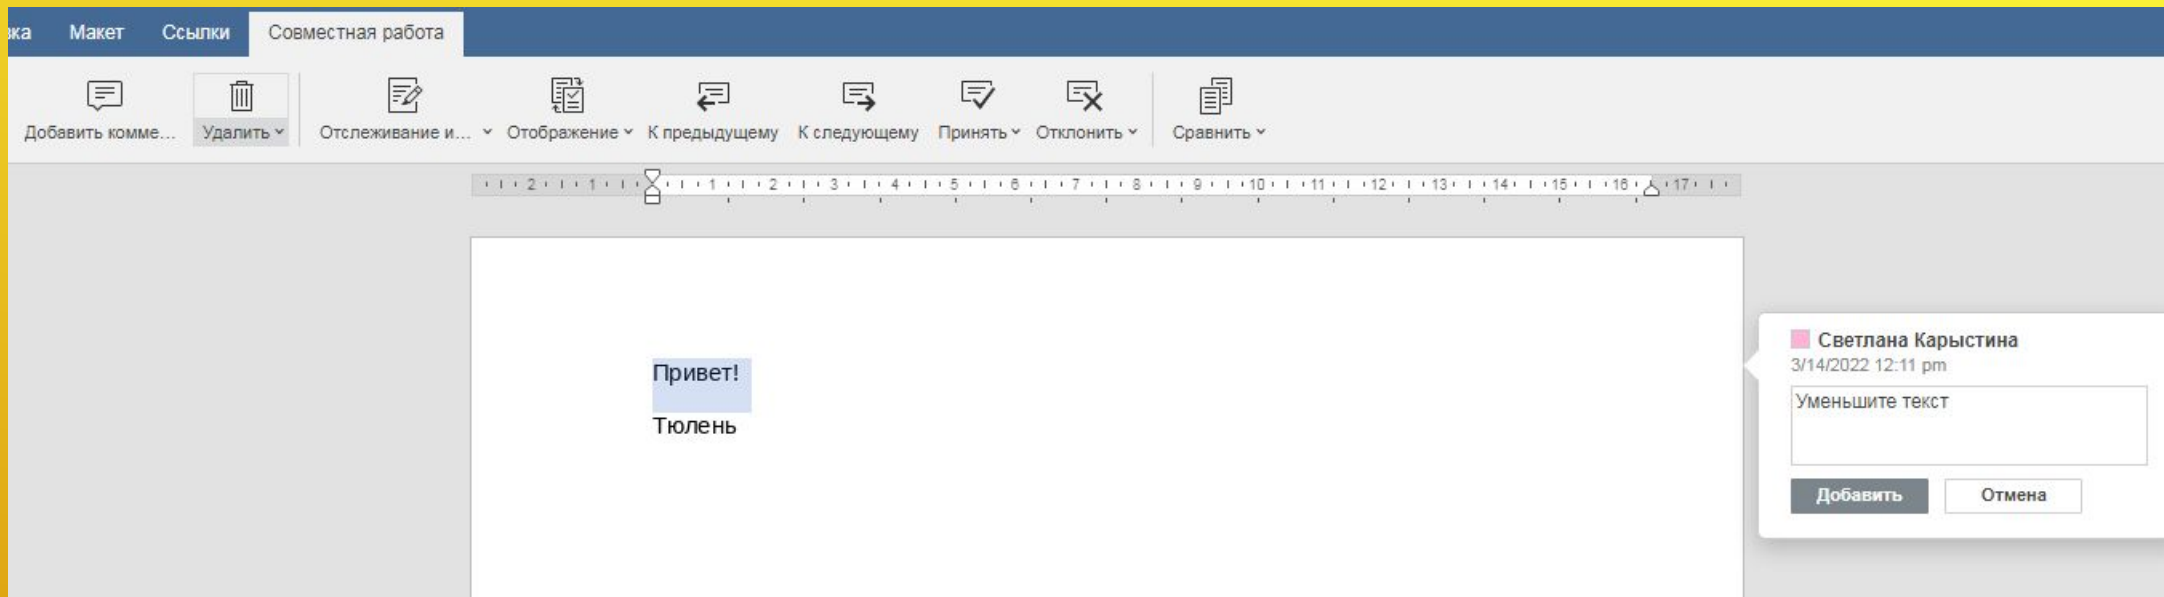 Макет Ссылки Совместная работа
Добавить комме... Удалить Отслеживание и... Отображение К предыдущему К следующему Принять Отклонить Сравнить
2 1 1 2 3 4 5 6 7 8 9 10 11 12 13 14 15 16 17
Светлана Карыстина
3/14/2022 12:11 pm
Привет!
Уменьшите текст
Тюлень
Добавить Отмена